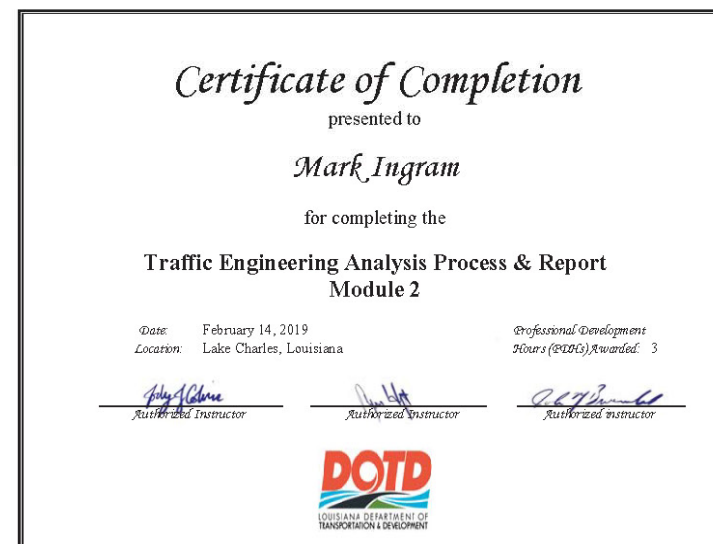 Certificate of Completion
presented to
Mark Ingram
for completing the
Traffic Engineering Analysis Process & Report
Module 2
Date: February 14, 2019
Professional Development
Location: Lake Charles, Louisiana
Hours (PDHs) Awarded: 3
Authorized Instructor
Authorized Instructor
Authorized instructor
DOTD
LOUISIANA DEPARTMENT OF
TRANSPORTATION & DEVELOPMENT